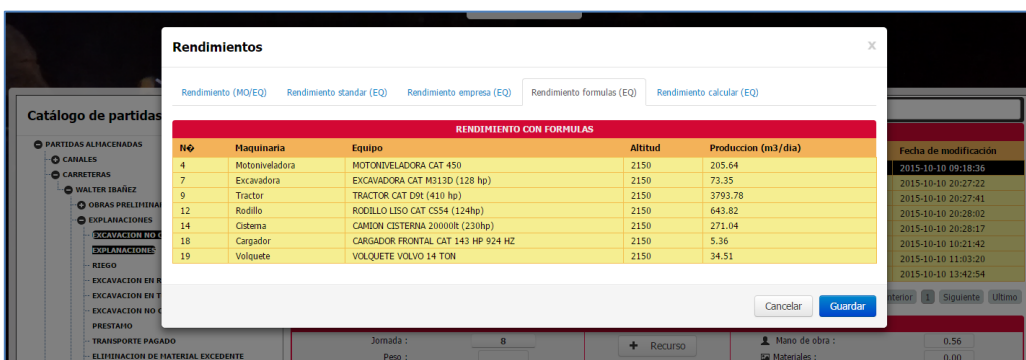 Rendimientos
X
Rendimiento (MO/EQ) Rendimiento standar (EQ) Rendimiento empresa (EQ) Rendimiento formulas (EQ) Rendimiento calcular (EQ)
RENDIMIENTO CON FORMULAS
N� Maquinaria Equipo Altitud Produccion (m3/dia)
4 Motoniveladora MOTONIVELADORA CAT 450 2150 205.64
7 Excavadora EXCAVADORA CAT M313D (128 hp) 2150 73.35
9 Tractor TRACTOR CAT D9t (410 hp) 2150 3793.78
12 Rodillo RODILLO LISO CAT CS54 (124hp) 2150 643.82
14 Cisterna CAMION CISTERNA 20000lt (230hp) 2150 271.04
18 Cargador CARGADOR FRONTAL CAT 143 HP 924 HZ 2150 5.36
19 Volquete VOLQUETE VOLVO 14 TON 2150 34.51
Cancelar Guardar
Catálogo de partidas
PARTIDAS ALMACENADAS
CANALES
CARRETERAS
WALTER IBAÑEZ
OBRAS PRELIMINA
EXPLANACIONES
EXCAVACION NO C
EXPLANACIONES
RIEGO
EXCAVACION EN R
EXCAVACION EN T
EXCAVACION NO C
PRESTAMO
TRANSPORTE PAGADO
ELIMINACION DE MATERIAL EXCEDENTE
Fecha de modificación
2015-10-10 09:18:36
2015-10-10 20:27:22
2015-10-10 20:27:41
2015-10-10 20:28:02
2015-10-10 20:28:17
2015-10-10 10:21:42
2015-10-10 11:03:20
2015-10-10 13:42:54
nterior 1 Siguiente Ultimo
Jornada : 8
Peso :
+ Recurso
Mano de obra : 0.56
Materiales : 0.00